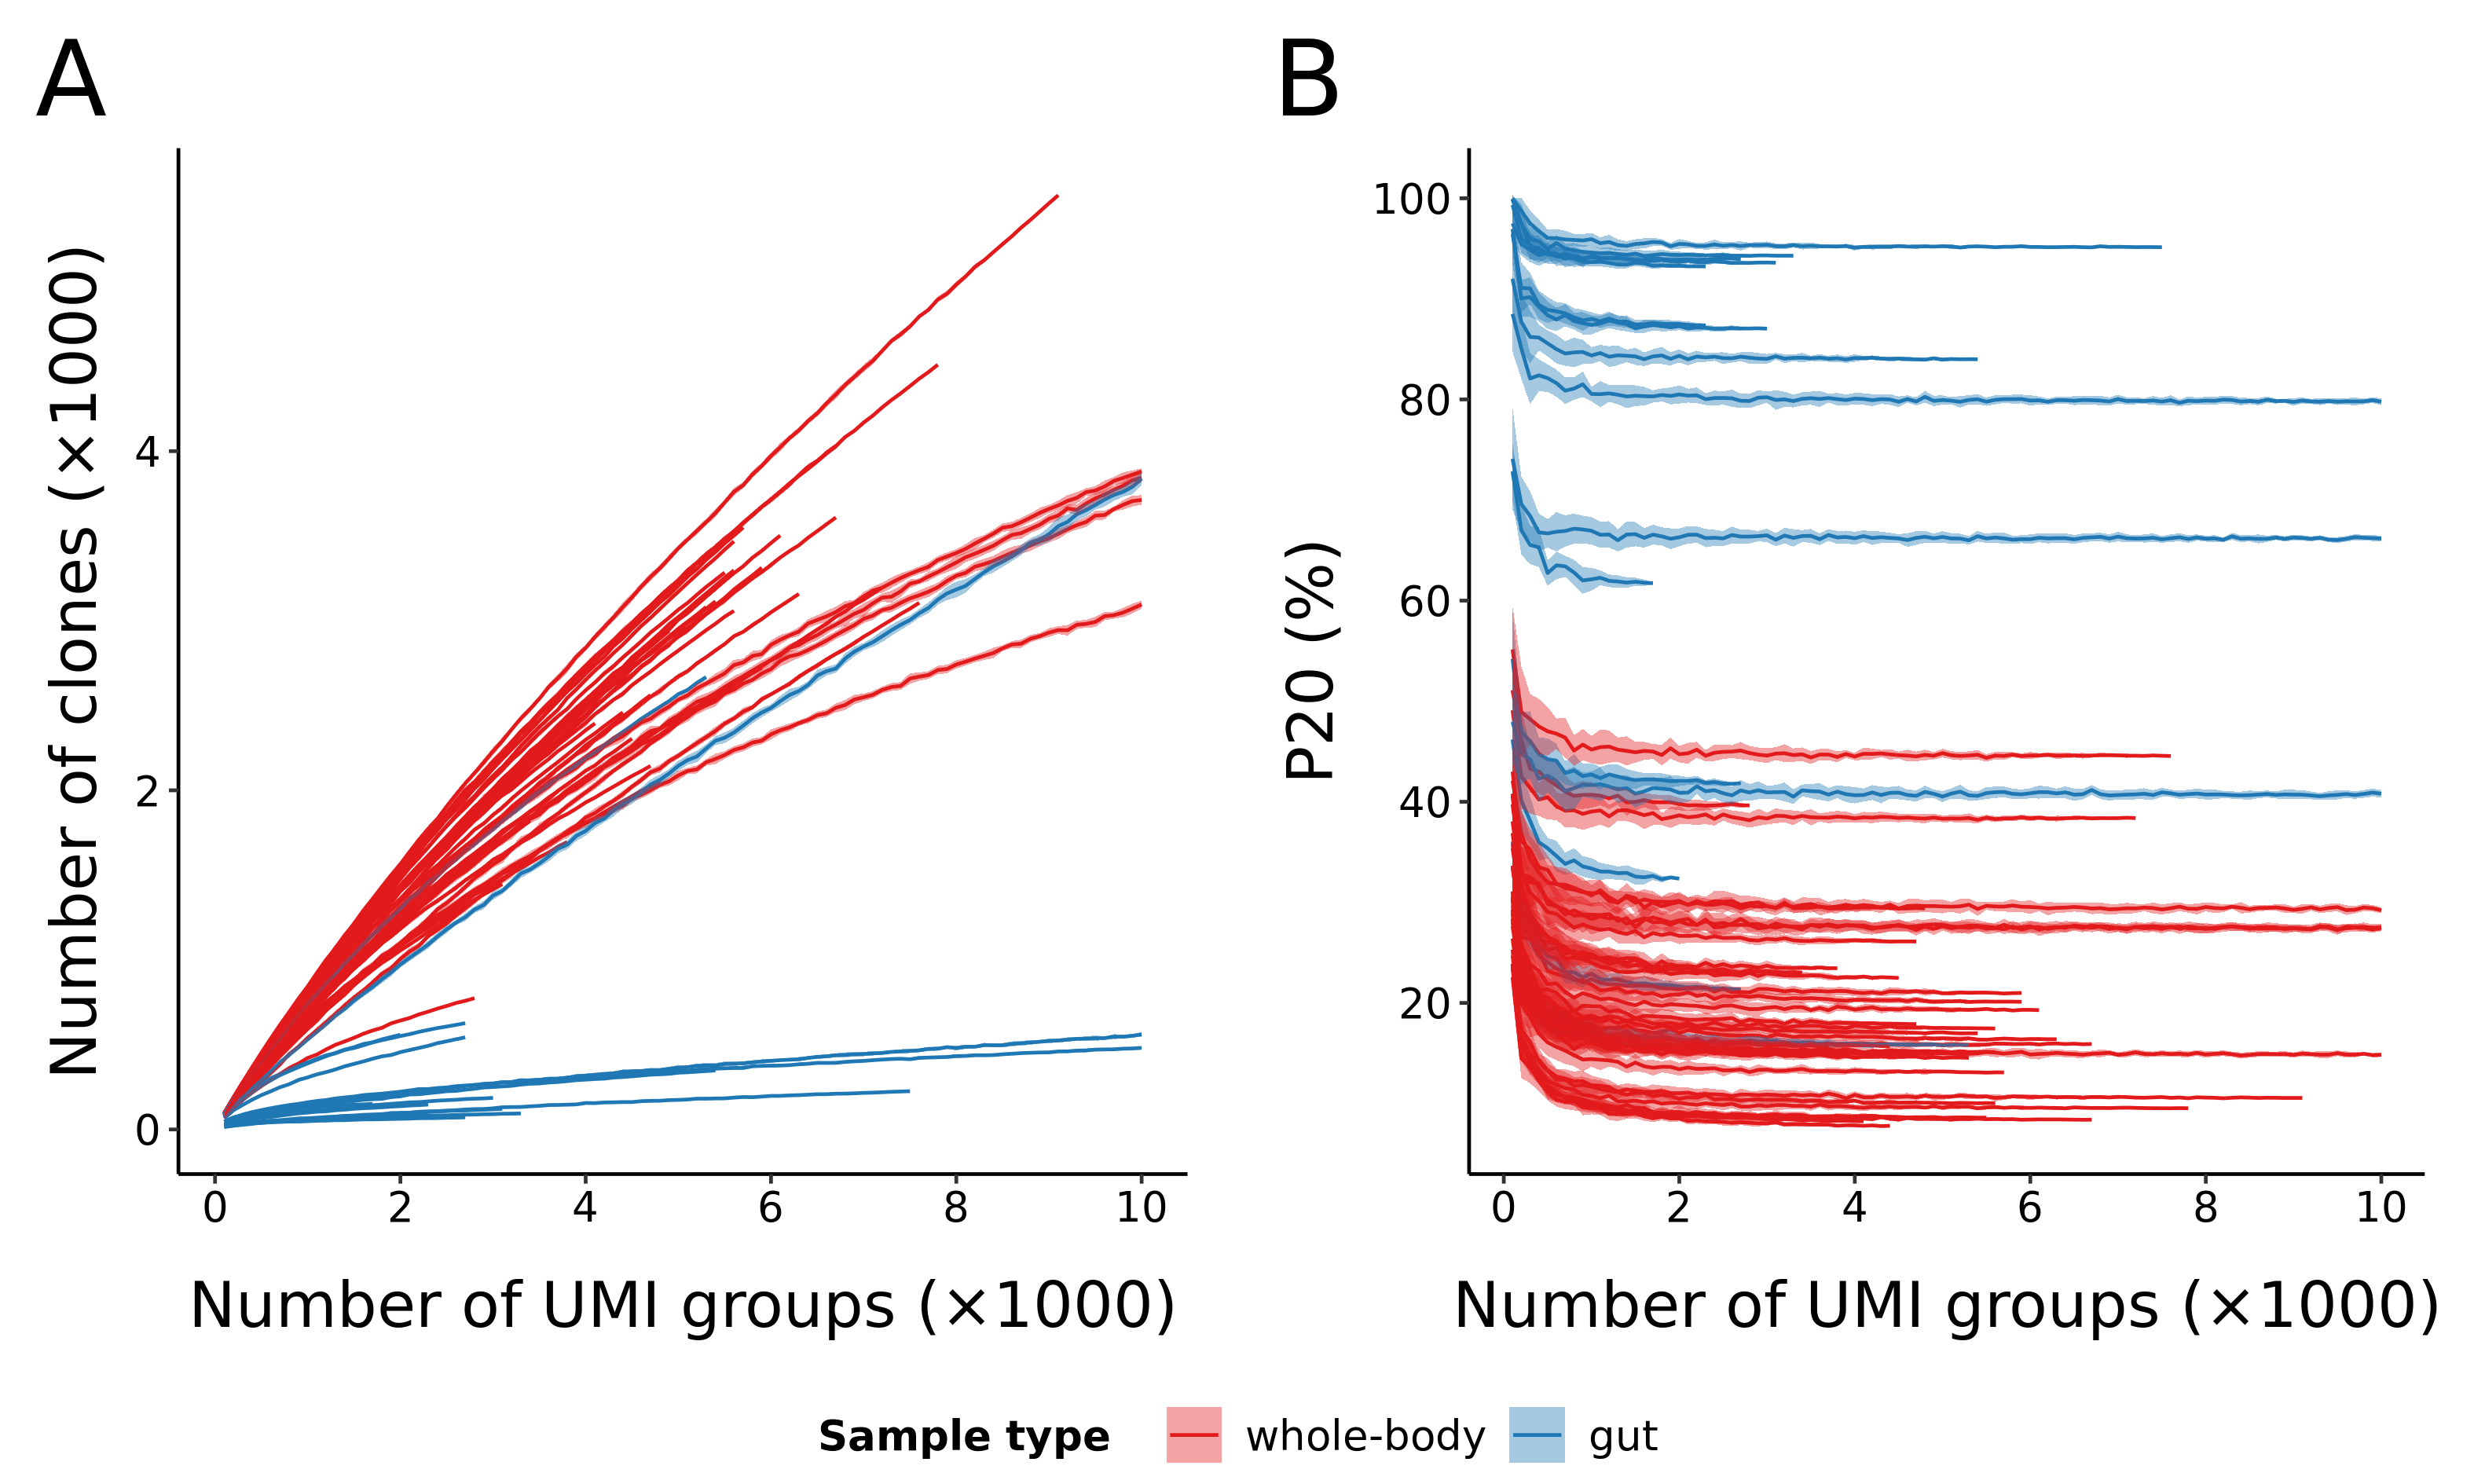 A
B
Number of clones (×1000)
4
2
0
0 2 4 6 8 10
Number of UMI groups (×1000)
P20 (%)
100
80
60
40
20
0 2 4 6 8 10
Number of UMI groups (×1000)
Sample type whole-body gut